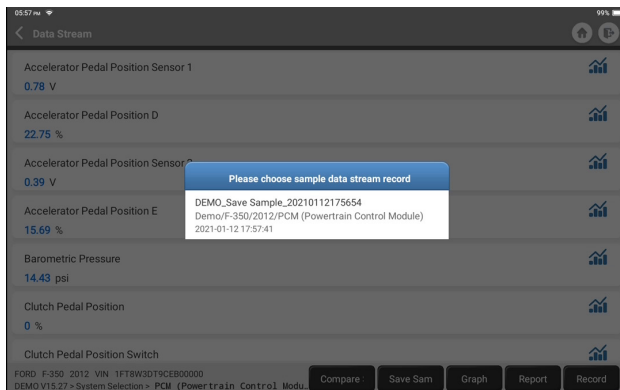 05:57 PM
99%
Data Stream
Accelerator Pedal Position Sensor 1
0.78 V
Accelerator Pedal Position D
22.75 %
Accelerator Pedal Position Sensor
0.39 V
Please choose sample data stream record
DEMO_Save Sample_20210112175654
Demo/F-350/2012/PCM (Powertrain Control Module)
2021-01-12 17:57:41
Accelerator Pedal Position E
15.69 %
Barometric Pressure
14.43 psi
Clutch Pedal Position
0 %
Clutch Pedal Position Switch
FORD F-350 2012 VIN 1FT8W3DT9CEB00000
DEMO V15.27 > System Selection > PCM (Powertrain Control Modu..
Compare
Save Sam
Graph
Report
Record